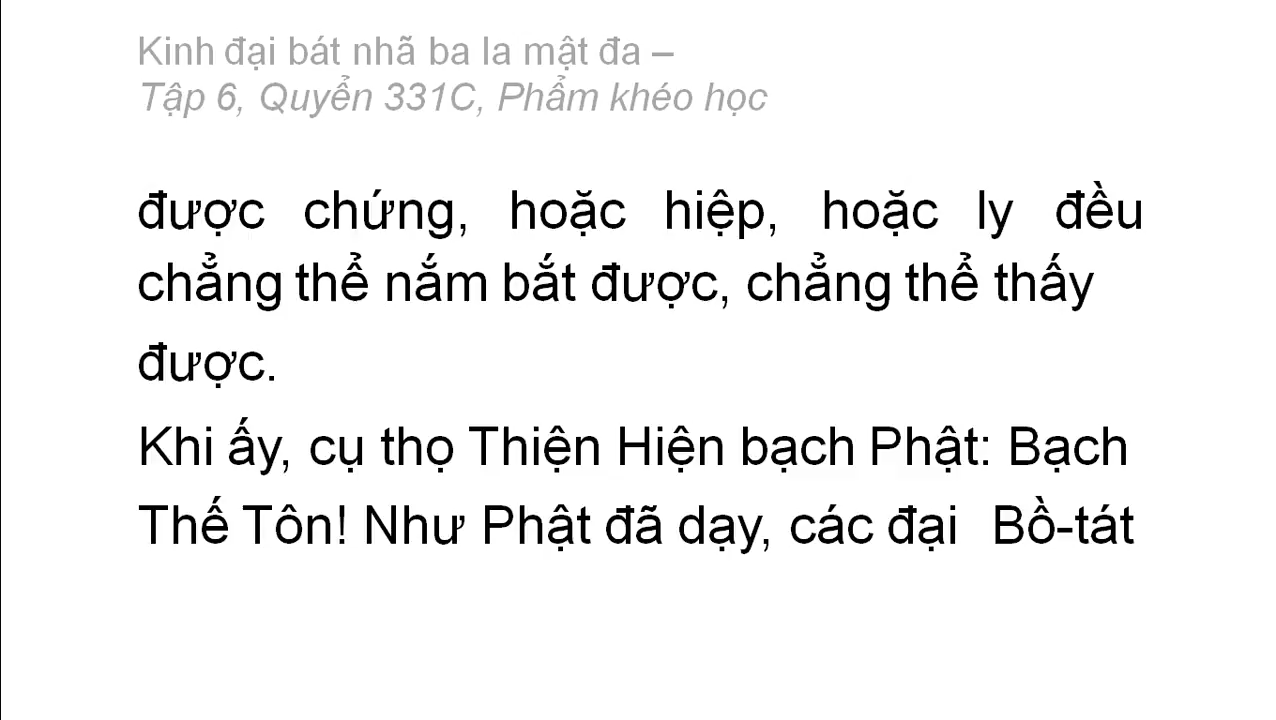 Kinh đại bát nhã ba la mật đa –
Tập 6, Quyển 331C, Phẩm khéo học
được chứng, hoặc hiệp, hoặc ly đều
chẳng thể nắm bắt được, chẳng thể thấy
được.
Khi ấy, cụ thọ Thiện Hiện bạch Phật: Bạch
Thế Tôn! Như Phật đã dạy, các đại Bồ-tát